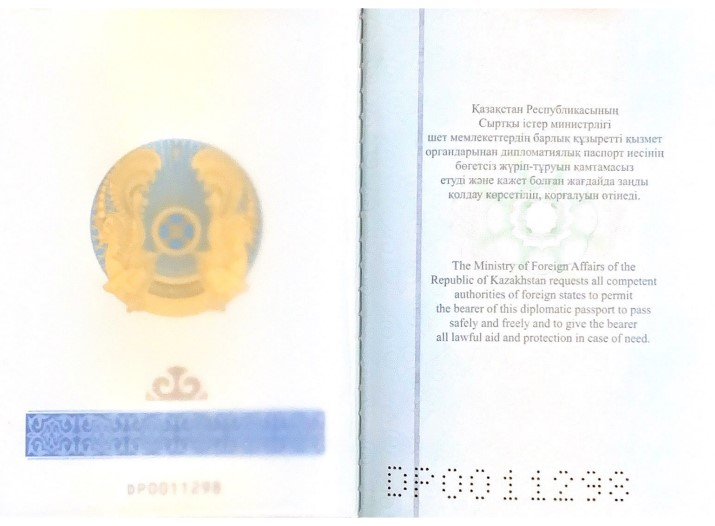 DP0011298
Қазақстан Республикасының
Сыртқы істер министрлігі
шет мемлекеттердің барлық құзыретті қызмет
органдарынан дипломатиялық паспорт иесінің
бөгетсіз жүріп-тұруын қамтамасыз
етуді және қажет болған жағдайда заңды
қолдау көрсетіліп, қорғалуын өтінеді.
The Ministry of Foreign Affairs of the
Republic of Kazakhstan requests all competent
authorities of foreign states to permit
the bearer of this diplomatic passport to pass
safely and freely and to give the bearer
all lawful aid and protection in case of need.
DP0011298